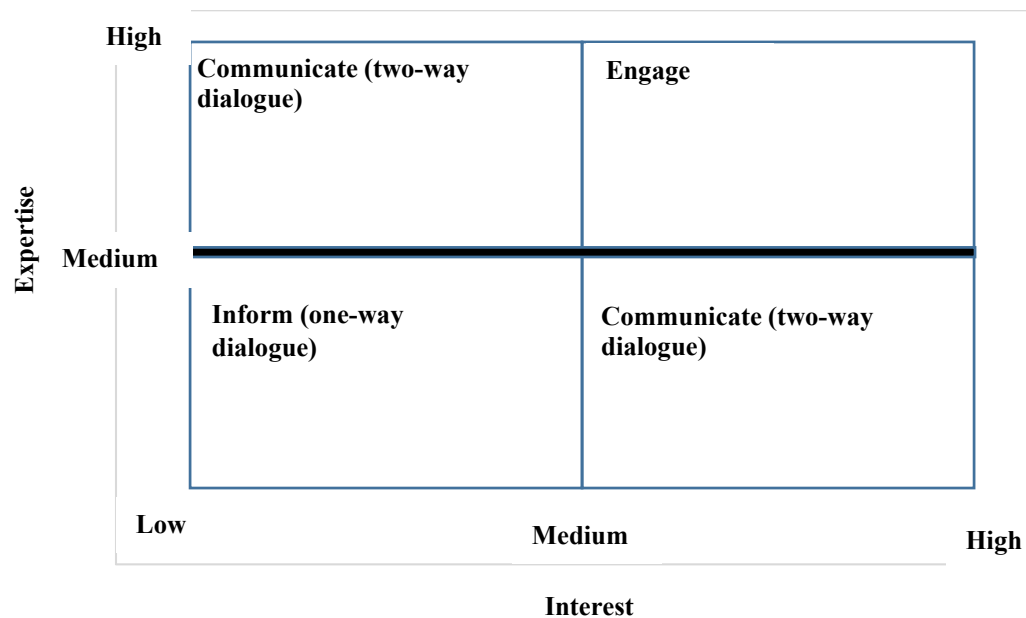 High
Communicate (two-way
dialogue)
Engage
Expertise
Medium
Inform (one-way
dialogue)
Communicate (two-way
dialogue)
Low
Medium
High
Interest